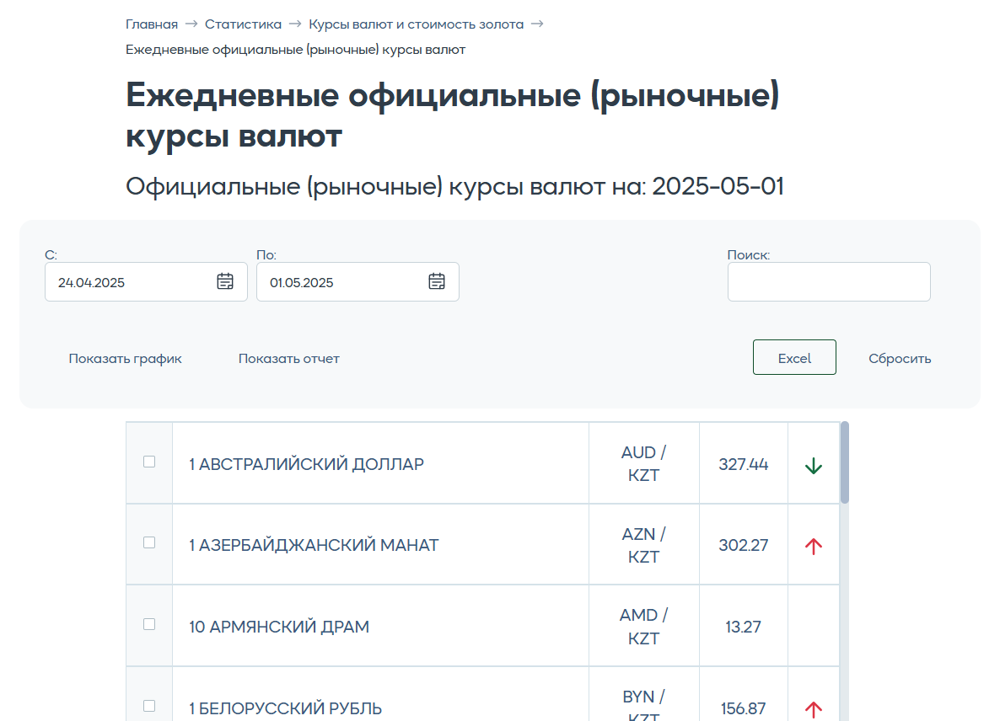 Главная → Статистика → Курсы валют и стоимость золота →
Ежедневные официальные (рыночные) курсы валют
Ежедневные официальные (рыночные)
курсы валют
Официальные (рыночные) курсы валют на: 2025-05-01
С: По: Поиск:
24.04.2025 01.05.2025
Показать график Показать отчет Excel Сбросить
1 АВСТРАЛИЙСКИЙ ДОЛЛАР AUD / KZT 327.44
1 АЗЕРБАЙДЖАНСКИЙ МАНАТ AZN / KZT 302.27
10 АРМЯНСКИЙ ДРАМ AMD / KZT 13.27
1 БЕЛОРУССКИЙ РУБЛЬ BYN / KZT 156.87